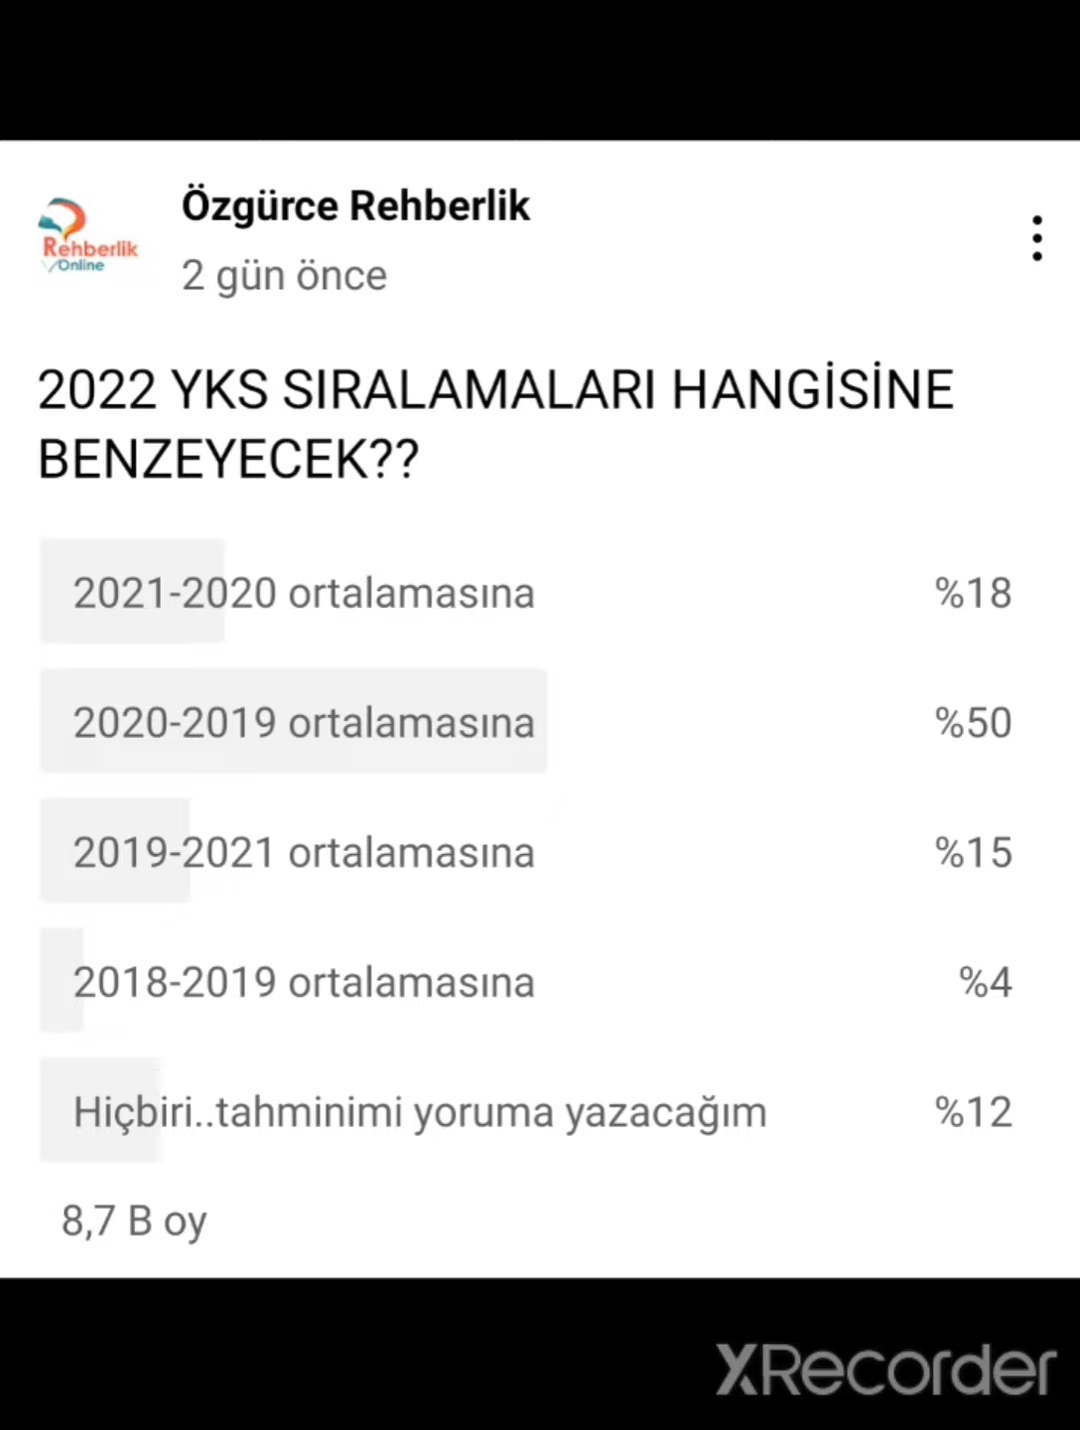 Özgürce Rehberlik
Rehberlik
Online
2 gün önce
2022 YKS SIRALAMALARI HANGİSİNE
BENZEYECEK??
2021-2020 ortalamasına %18
2020-2019 ortalamasına %50
2019-2021 ortalamasına %15
2018-2019 ortalamasına %4
Hiçbiri..tahminimi yoruma yazacağım %12
8,7 B oy
XRecorder